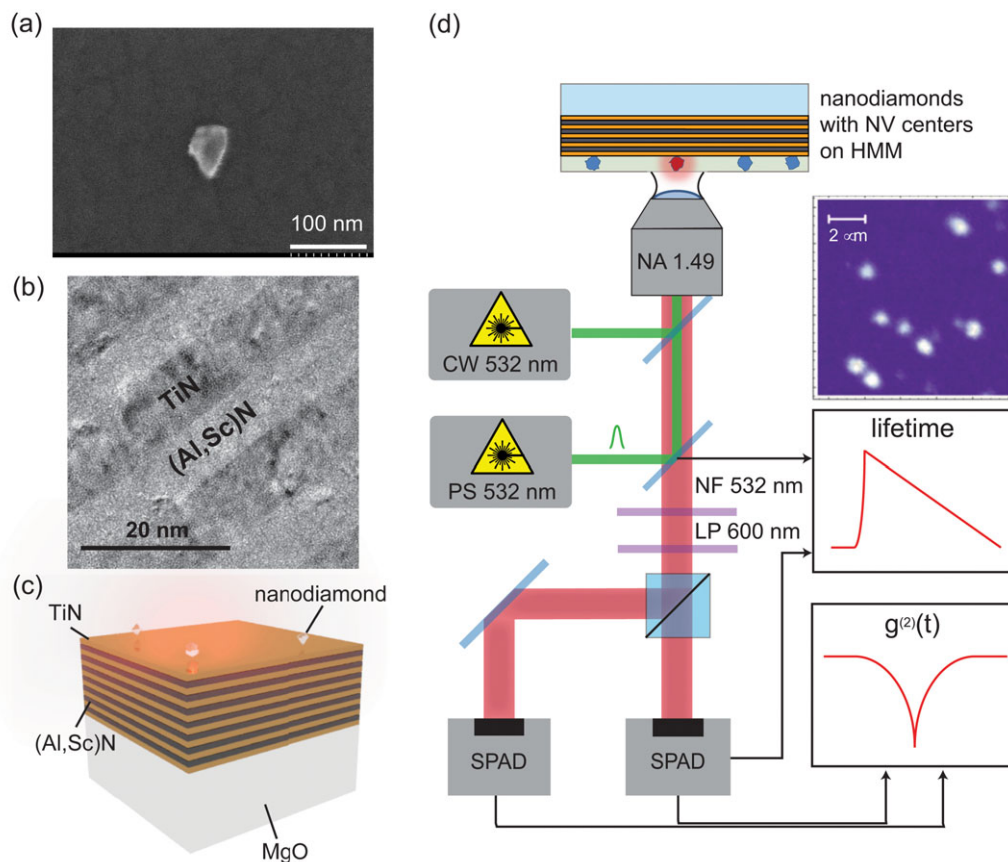 (a)
100 nm
(b)
TiN
(Al,Sc)N
20 nm
(c)
TiN
nanodiamond
(Al,Sc)N
MgO
(d)
nanodiamonds
with NV centers
on HMM
NA 1.49
2 ∝m
CW 532 nm
PS 532 nm
lifetime
NF 532 nm
LP 600 nm
g(2)(t)
SPAD
SPAD